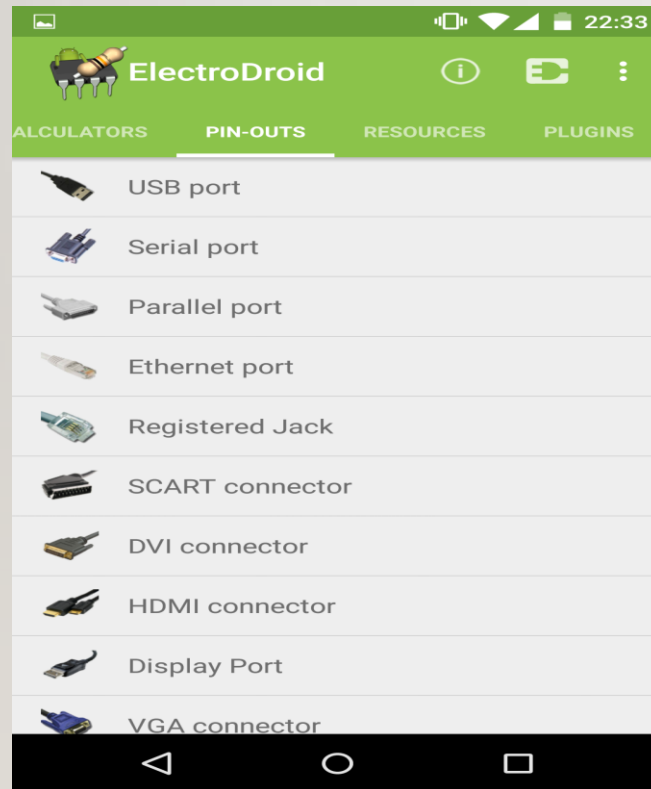 22:33
ElectroDroid
ALCULATORS PIN-OUTS RESOURCES PLUGINS
USB port
Serial port
Parallel port
Ethernet port
Registered Jack
SCART connector
DVI connector
HDMI connector
Display Port
VGA connector